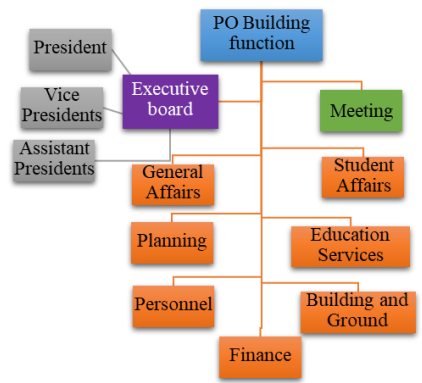 PO Building
function
President
Executive
board
Vice
Presidents
Meeting
Assistant
Presidents
General
Affairs
Student
Affairs
Planning
Education
Services
Personnel
Building and
Ground
Finance